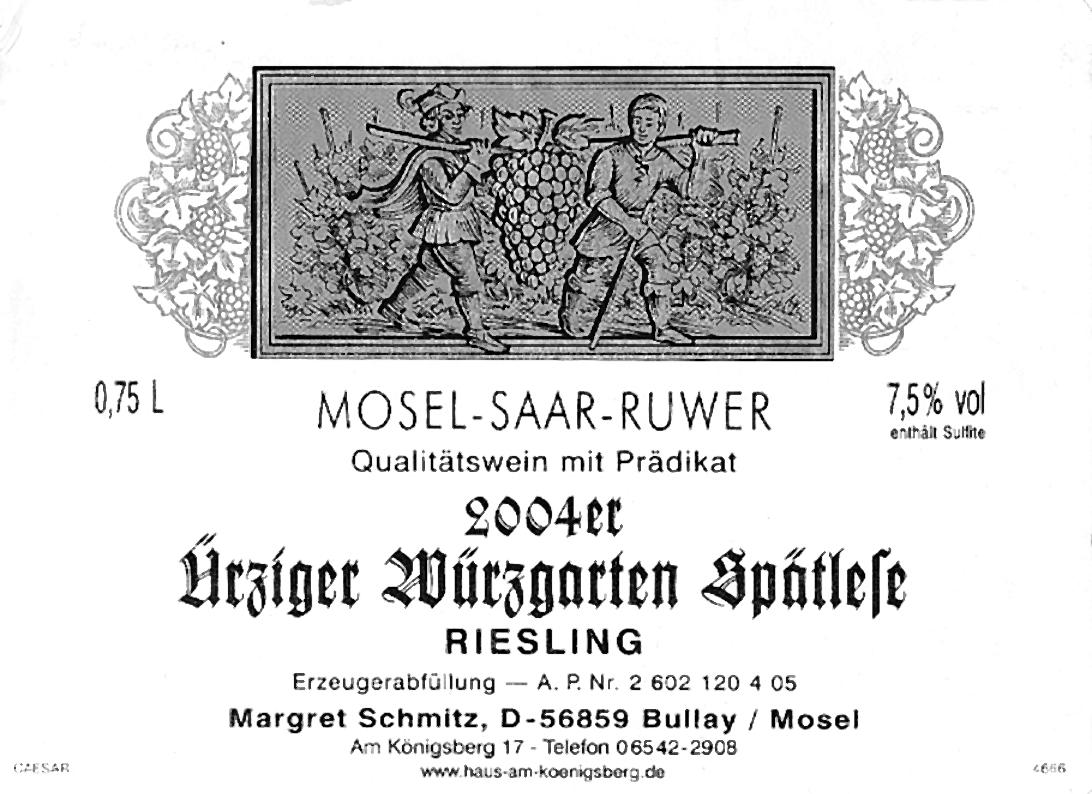 0,75 L
MOSEL-SAAR-RUWER
7,5% vol
enthält Sulfite
Qualitätswein mit Prädikat
2004er
Ürziger Würzgarten Spätleſe
RIESLING
Erzeugerabfüllung — A. P. Nr. 2 602 120 4 05
Margret Schmitz, D-56859 Bullay / Mosel
Am Königsberg 17 - Telefon 06542-2908
www.haus-am-koenigsberg.de
CAESAR
4666